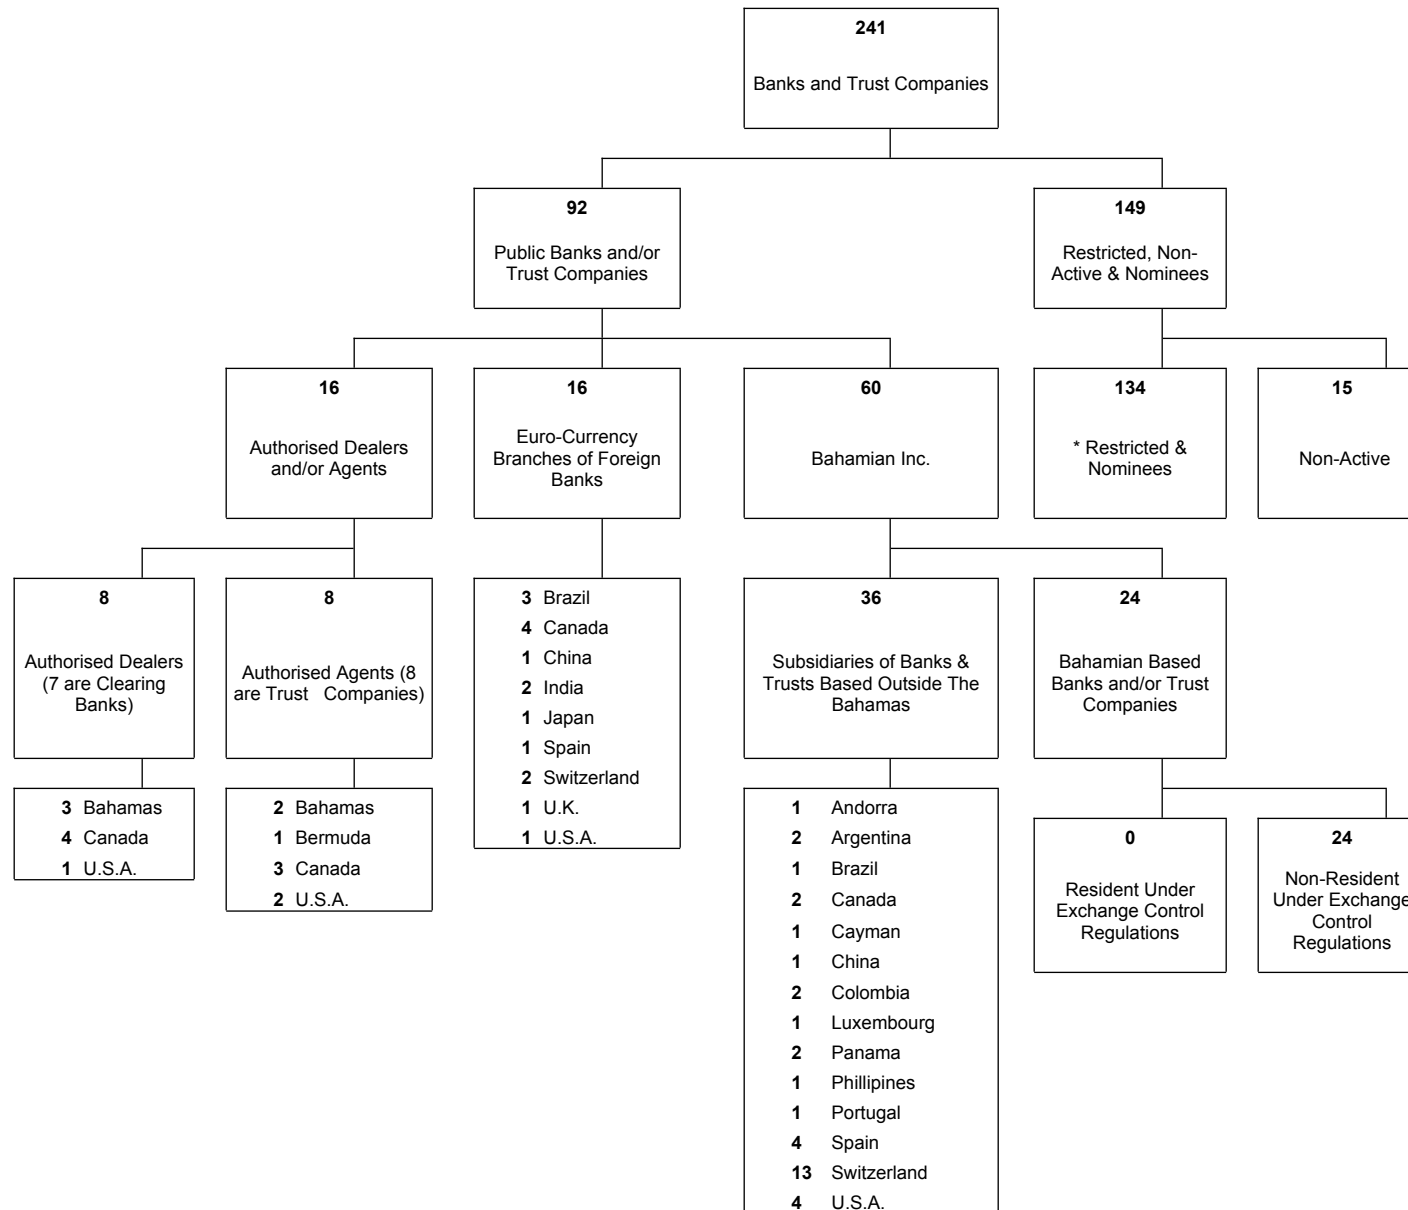 241
Banks and Trust Companies
92
Public Banks and/or
Trust Companies
149
Restricted, Non-
Active & Nominees
16
Authorised Dealers
and/or Agents
16
Euro-Currency
Branches of Foreign
Banks
60
Bahamian Inc.
134
* Restricted &
Nominees
15
Non-Active
8
Authorised Dealers
(7 are Clearing
Banks)
8
Authorised Agents (8
are Trust Companies)
3 Brazil
4 Canada
1 China
2 India
1 Japan
1 Spain
2 Switzerland
1 U.K.
1 U.S.A.
36
Subsidiaries of Banks &
Trusts Based Outside The
Bahamas
24
Bahamian Based
Banks and/or Trust
Companies
3 Bahamas
4 Canada
1 U.S.A.
2 Bahamas
1 Bermuda
3 Canada
2 U.S.A.
1 Andorra
2 Argentina
1 Brazil
2 Canada
1 Cayman
1 China
2 Colombia
1 Luxembourg
2 Panama
1 Phillipines
1 Portugal
4 Spain
13 Switzerland
4 U.S.A.
0
Resident Under
Exchange Control
Regulations
24
Non-Resident
Under Exchange
Control
Regulations